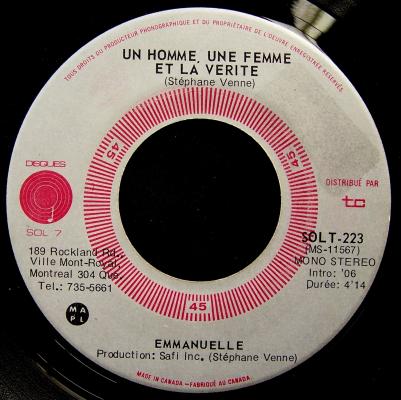 TOUS DROITS DU PRODUCTEUR PHONOGRAPHIQUE ET DU PROPRIÉTAIRE DE L'OEUVRE ENREGISTRÉE RÉSERVÉS.
UN HOMME, UNE FEMME
ET LA VERITE
(Stéphane Venne)
45
45
45
DISQUES
SOL 7
DISTRIBUÉ PAR
tc
189 Rockland Rd.,
Ville Mont-Royal,
Montreal 304 Que.
Tel.: 735-5661
SOLT-223
(MS-11567)
MONO STEREO
Intro: '06
Durée: 4'14
M A
P L
EMMANUELLE
Production: Safi Inc. (Stéphane Venne)
MADE IN CANADA – FABRIQUÉ AU CANADA